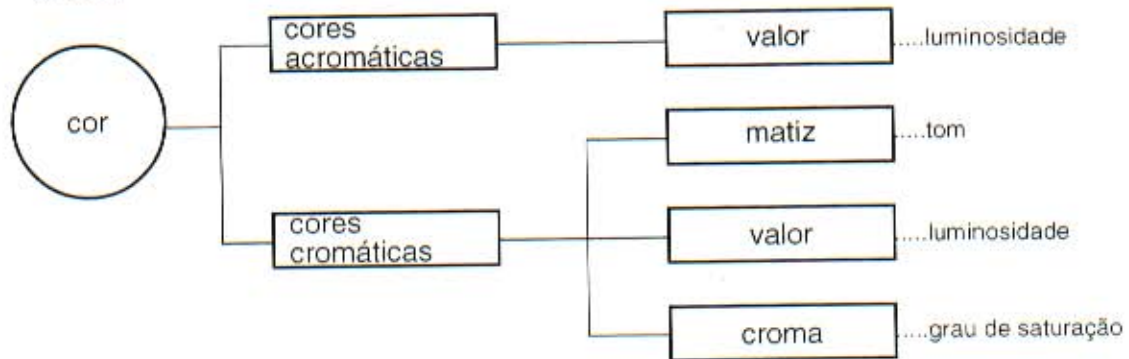 cor
cores
acromáticas
valor
.....luminosidade
matiz
.....tom
cores
cromáticas
valor
.....luminosidade
croma
.....grau de saturação